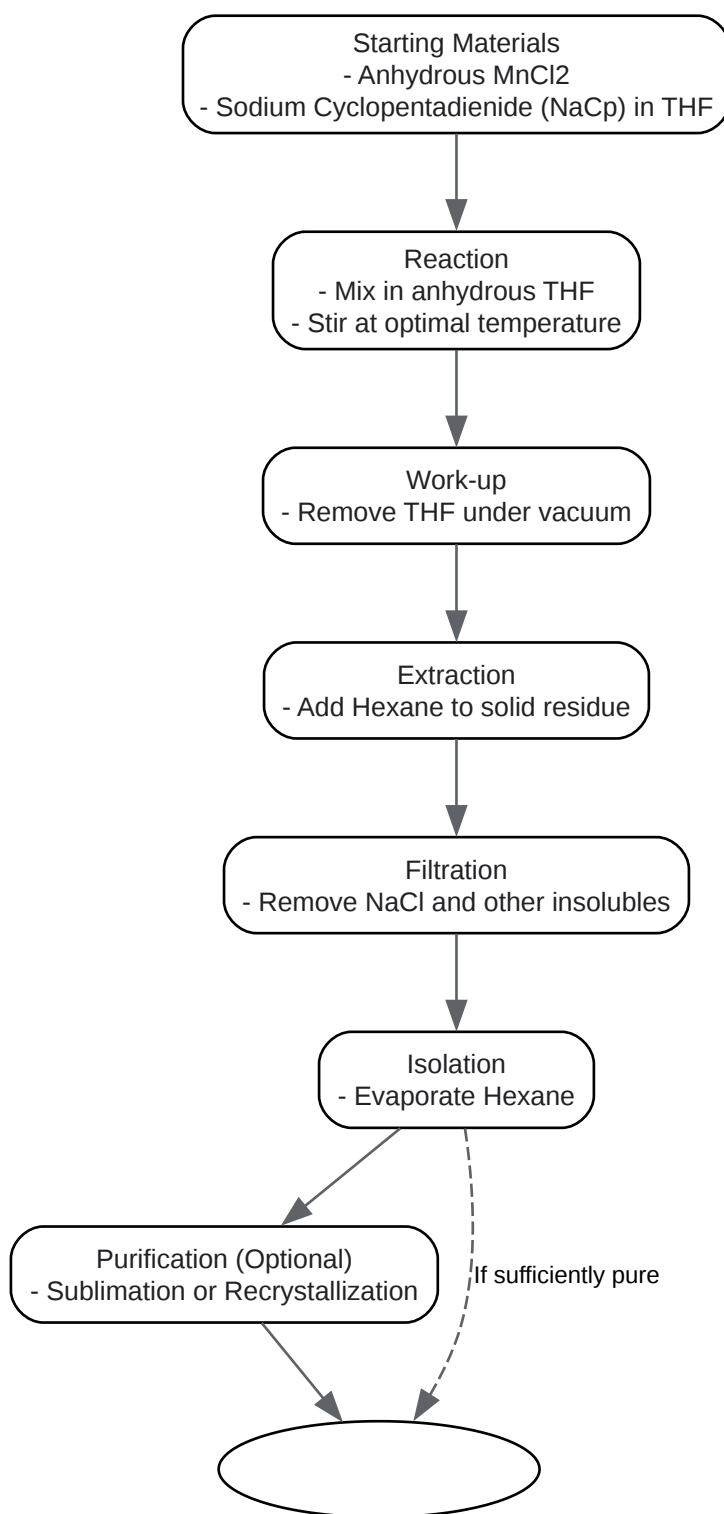 Starting Materials
- Anhydrous MnCl2
- Sodium Cyclopentadienide (NaCp) in THF
Reaction
- Mix in anhydrous THF
- Stir at optimal temperature
Work-up
- Remove THF under vacuum
Extraction
- Add Hexane to solid residue
Filtration
- Remove NaCl and other insolubles
Isolation
- Evaporate Hexane
Purification (Optional)
- Sublimation or Recrystallization
If sufficiently pure